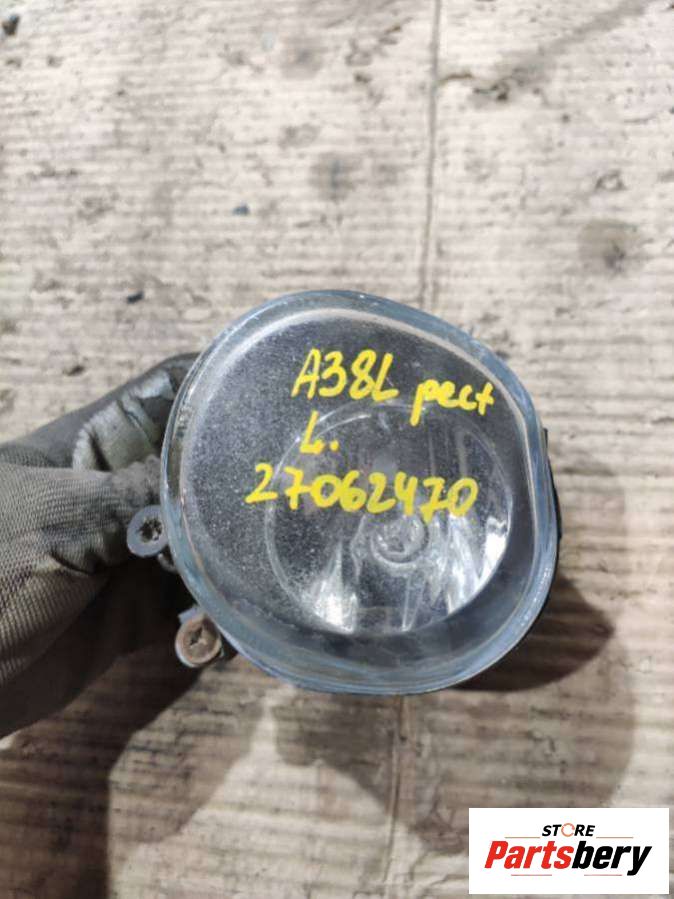 A38L рест
L.
27062470
STORE
Partsbery